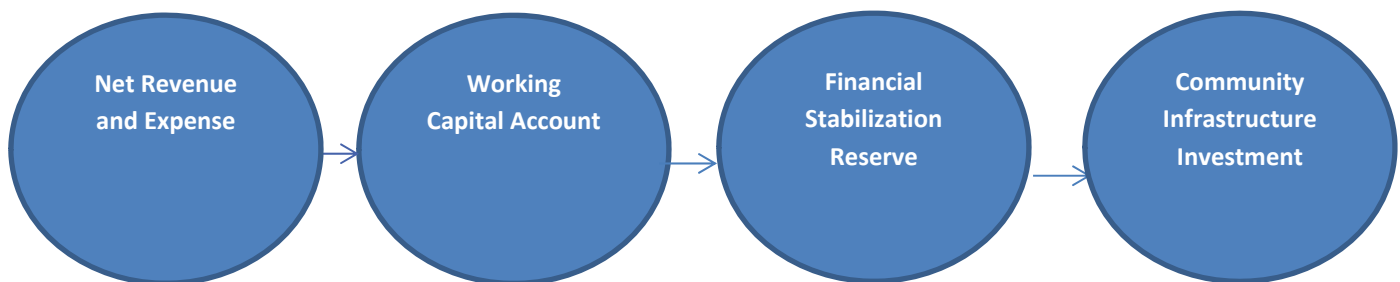 Net Revenue
and Expense
Working
Capital Account
Financial
Stabilization
Reserve
Community
Infrastructure
Investment